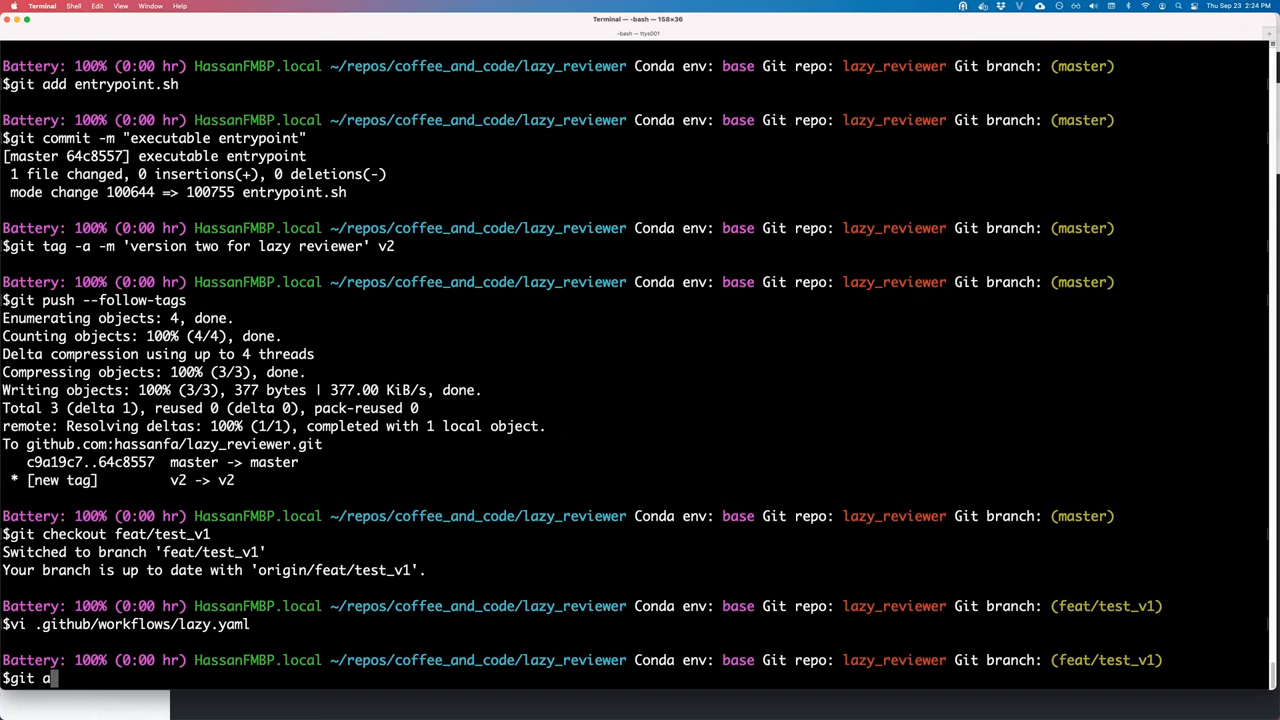 Terminal Shell Edit View Window Help Thu Sep 23 2:24 PM
Terminal — -bash — 158×36
-bash — ttys001
Battery: 100% (0:00 hr) HassanFMBP.local ~/repos/coffee_and_code/lazy_reviewer Conda env: base Git repo: lazy_reviewer Git branch: (master)
$git add entrypoint.sh
Battery: 100% (0:00 hr) HassanFMBP.local ~/repos/coffee_and_code/lazy_reviewer Conda env: base Git repo: lazy_reviewer Git branch: (master)
$git commit -m "executable entrypoint"
[master 64c8557] executable entrypoint
1 file changed, 0 insertions(+), 0 deletions(-)
mode change 100644 => 100755 entrypoint.sh
Battery: 100% (0:00 hr) HassanFMBP.local ~/repos/coffee_and_code/lazy_reviewer Conda env: base Git repo: lazy_reviewer Git branch: (master)
$git tag -a -m 'version two for lazy reviewer' v2
Battery: 100% (0:00 hr) HassanFMBP.local ~/repos/coffee_and_code/lazy_reviewer Conda env: base Git repo: lazy_reviewer Git branch: (master)
$git push --follow-tags
Enumerating objects: 4, done.
Counting objects: 100% (4/4), done.
Delta compression using up to 4 threads
Compressing objects: 100% (3/3), done.
Writing objects: 100% (3/3), 377 bytes | 377.00 KiB/s, done.
Total 3 (delta 1), reused 0 (delta 0), pack-reused 0
remote: Resolving deltas: 100% (1/1), completed with 1 local object.
To github.com:hassanfa/lazy_reviewer.git
c9a19c7..64c8557 master -> master
* [new tag] v2 -> v2
Battery: 100% (0:00 hr) HassanFMBP.local ~/repos/coffee_and_code/lazy_reviewer Conda env: base Git repo: lazy_reviewer Git branch: (master)
$git checkout feat/test_v1
Switched to branch 'feat/test_v1'
Your branch is up to date with 'origin/feat/test_v1'.
Battery: 100% (0:00 hr) HassanFMBP.local ~/repos/coffee_and_code/lazy_reviewer Conda env: base Git repo: lazy_reviewer Git branch: (feat/test_v1)
$vi .github/workflows/lazy.yaml
Battery: 100% (0:00 hr) HassanFMBP.local ~/repos/coffee_and_code/lazy_reviewer Conda env: base Git repo: lazy_reviewer Git branch: (feat/test_v1)
$git a